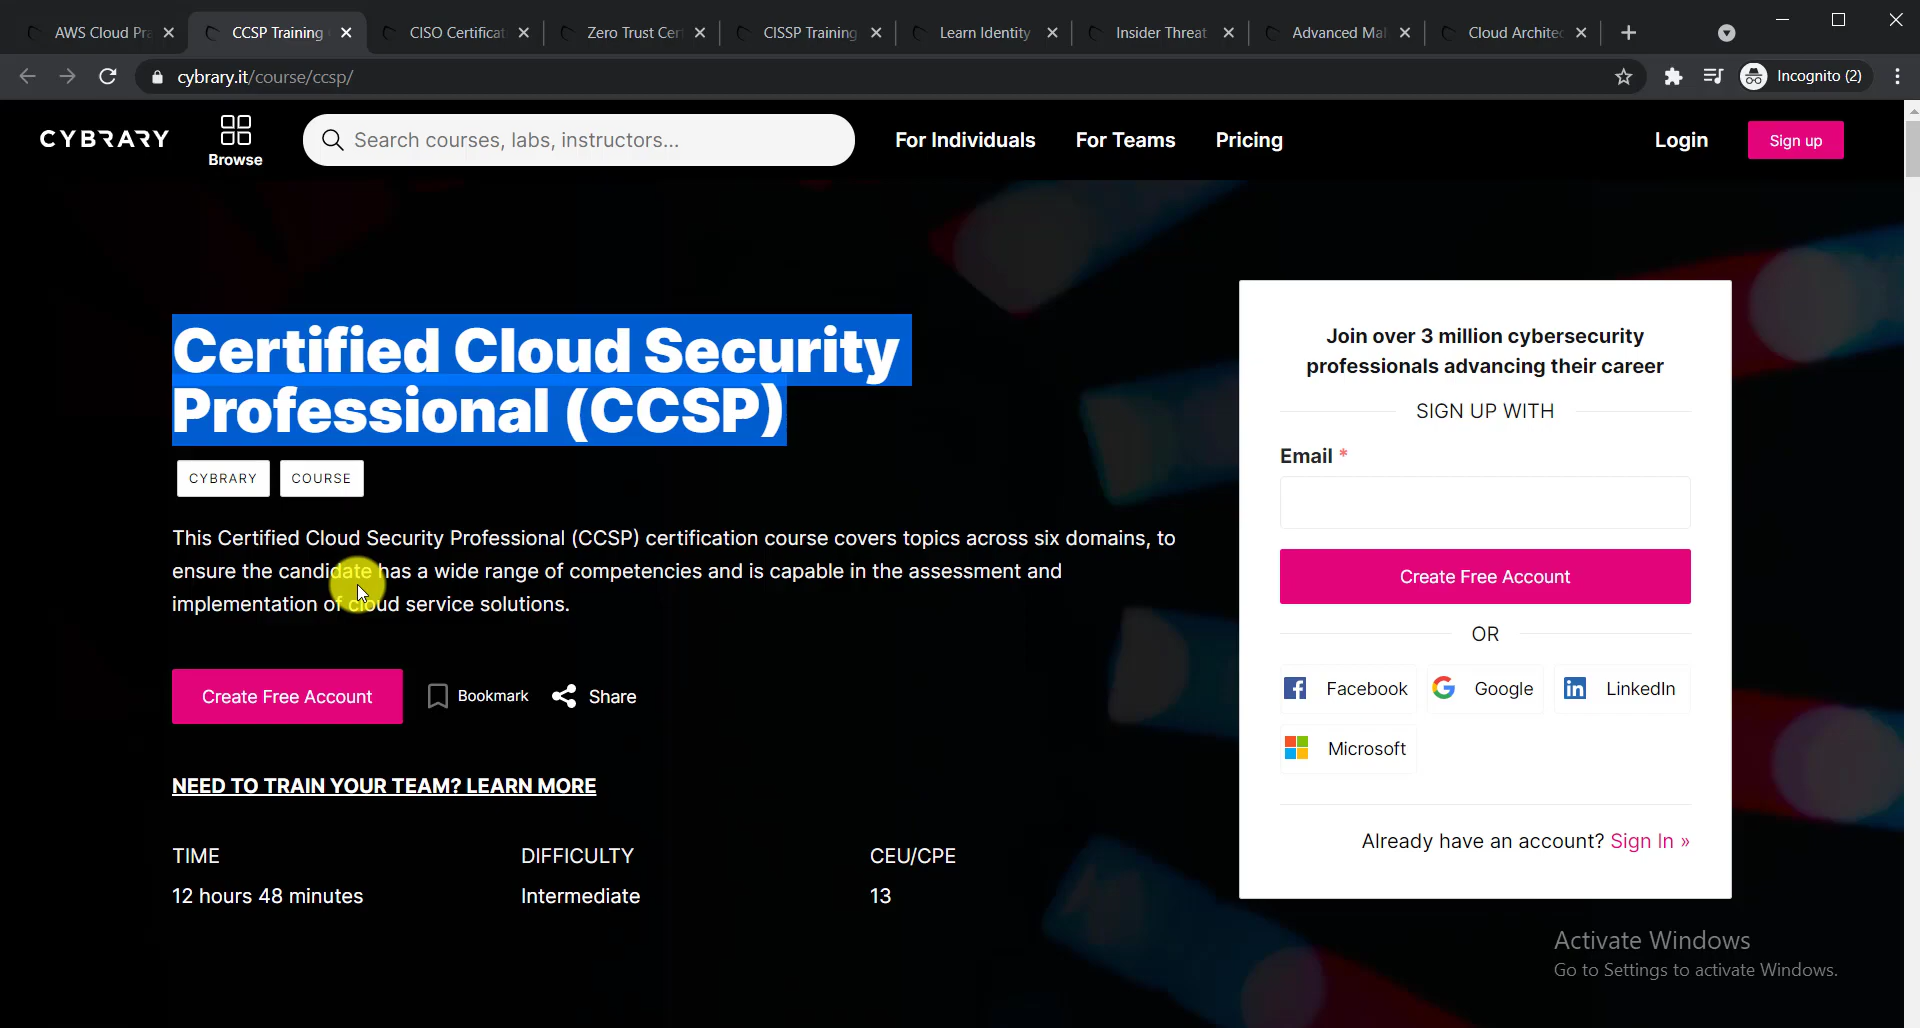 AWS Cloud Pra
CCSP Training
CISO Certificat
Zero Trust Cer
CISSP Training
Learn Identity
Insider Threat
Advanced Mal
Cloud Architec
cybrary.it/course/ccsp/
Incognito (2)
CYBRARY
Browse
Search courses, labs, instructors...
For Individuals
For Teams
Pricing
Login
Sign up
Certified Cloud Security
Professional (CCSP)
CYBRARY
COURSE
This Certified Cloud Security Professional (CCSP) certification course covers topics across six domains, to
ensure the candidate has a wide range of competencies and is capable in the assessment and
implementation of cloud service solutions.
Create Free Account
Bookmark
Share
NEED TO TRAIN YOUR TEAM? LEARN MORE
TIME
DIFFICULTY
CEU/CPE
12 hours 48 minutes
Intermediate
13
Join over 3 million cybersecurity
professionals advancing their career
SIGN UP WITH
Email *
Create Free Account
OR
Facebook
Google
LinkedIn
Microsoft
Already have an account? Sign In »
Activate Windows
Go to Settings to activate Windows.